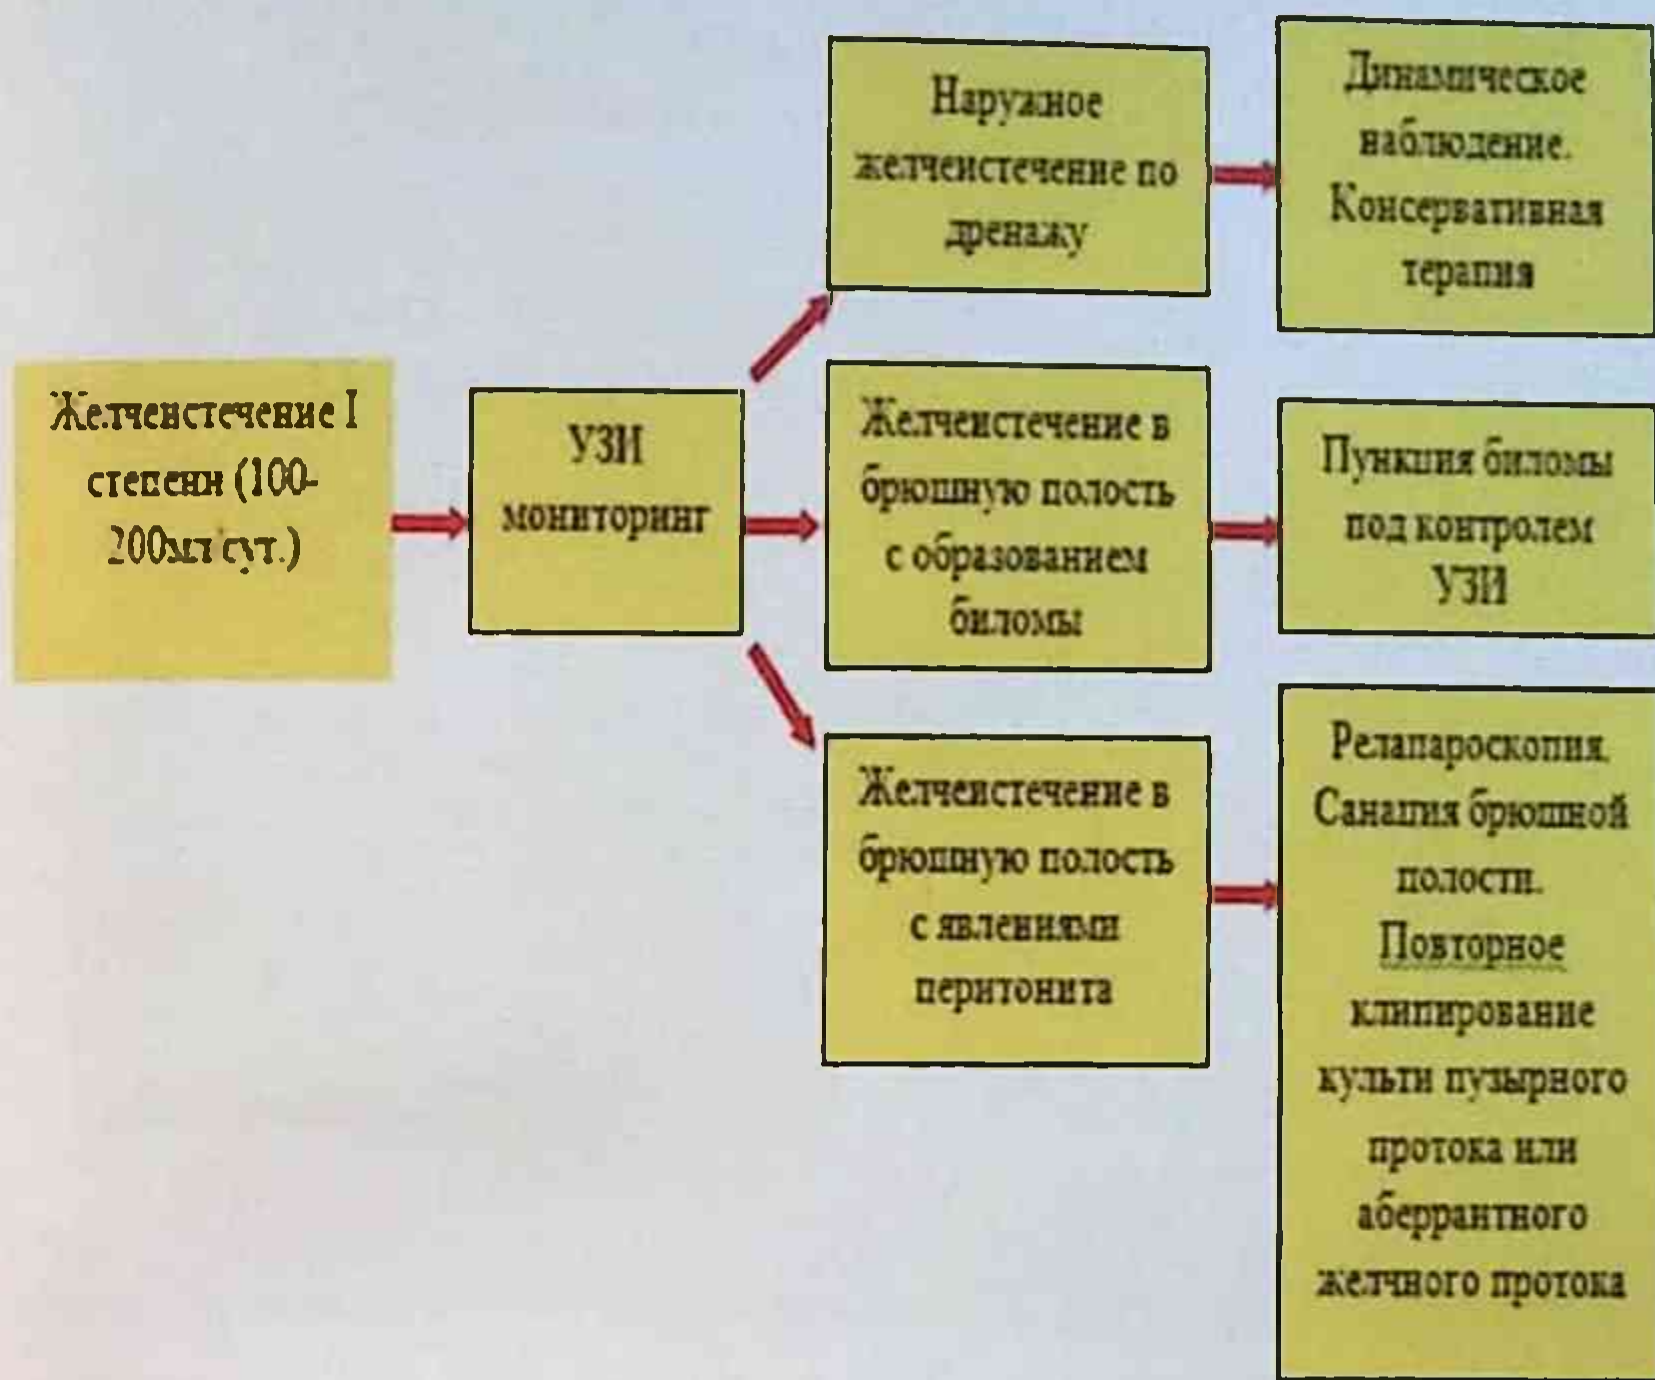 Желчеистечение I
степени (100-
200мл/сут.)
УЗИ
мониторинг
Наружное
желчеистечение по
дренажу
Динамическое
наблюдение.
Консервативная
терапия
Желчеистечение в
брюшную полость
с образованием
биломы
Пункция биломы
под контролем
УЗИ
Желчеистечение в
брюшную полость
с явлениями
перитонита
Релапароскопия.
Санация брюшной
полости.
Повторное
клипирование
культи пузырного
протока или
аберрантного
желчного протока